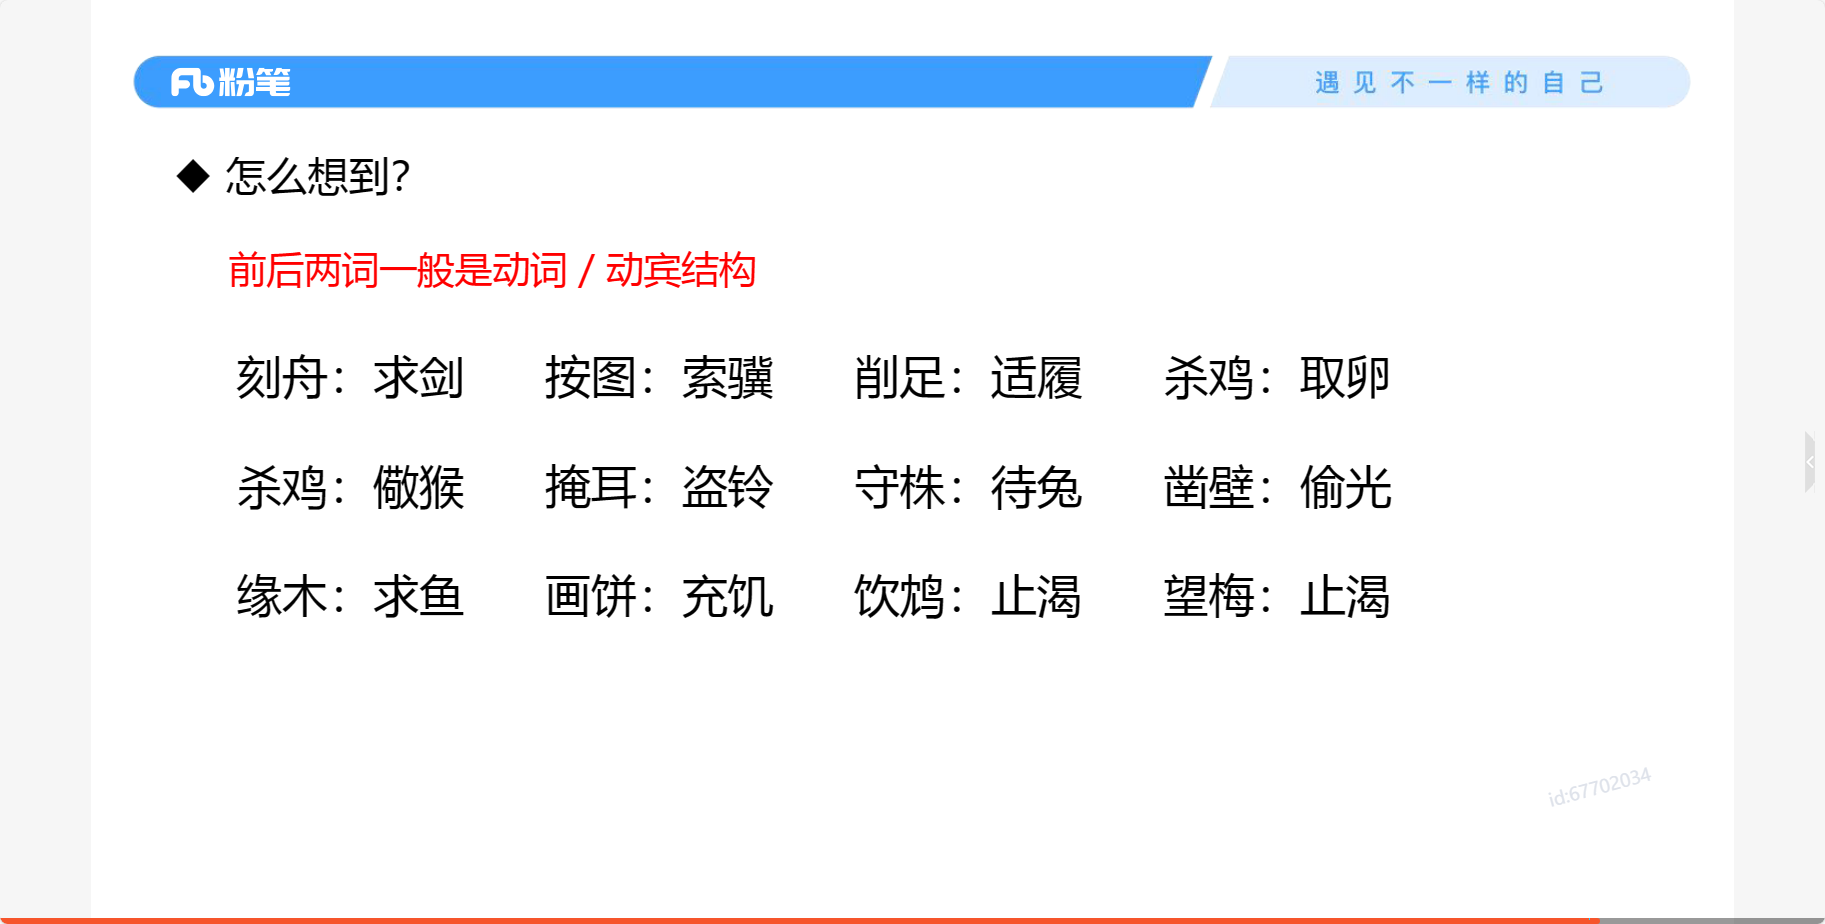 Fb粉笔 遇见不一样的自己
◆ 怎么想到？
前后两词一般是动词 / 动宾结构
刻舟：求剑 按图：索骥 削足：适履 杀鸡：取卵
杀鸡：儆猴 掩耳：盗铃 守株：待兔 凿壁：偷光
缘木：求鱼 画饼：充饥 饮鸩：止渴 望梅：止渴
id:67702034